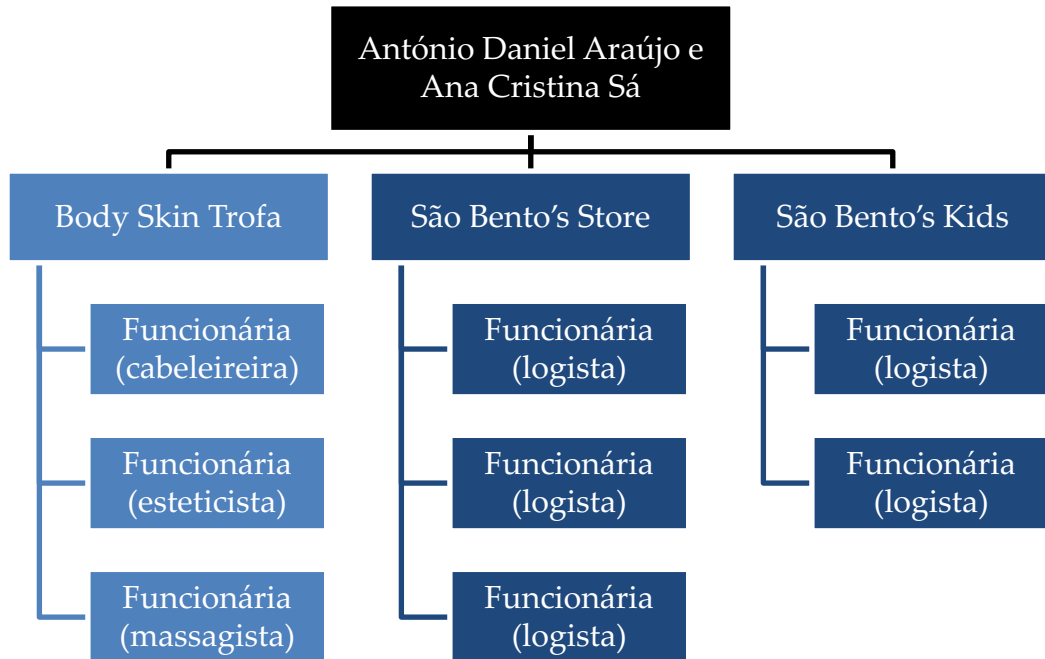 António Daniel Araújo e
Ana Cristina Sá
Body Skin Trofa
São Bento’s Store
São Bento’s Kids
Funcionária
(cabeleireira)
Funcionária
(esteticista)
Funcionária
(massagista)
Funcionária
(logista)
Funcionária
(logista)
Funcionária
(logista)
Funcionária
(logista)
Funcionária
(logista)